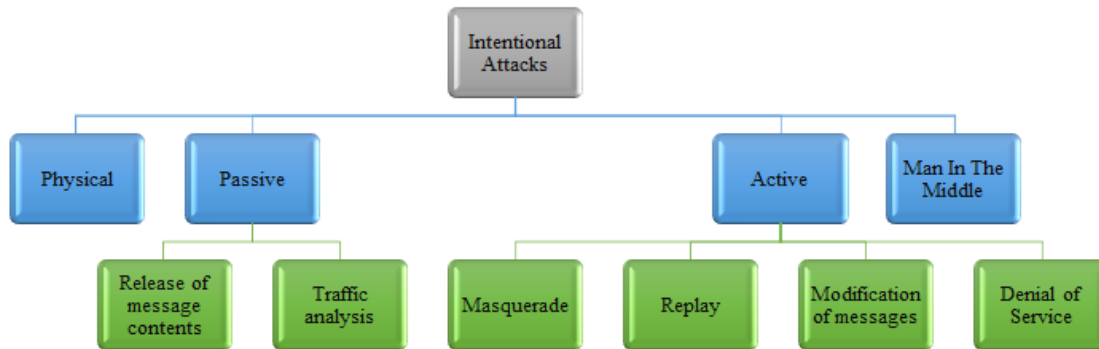 Intentional
Attacks
Physical
Passive
Active
Man In The
Middle
Release of
message
contents
Traffic
analysis
Masquerade
Replay
Modification
of messages
Denial of
Service